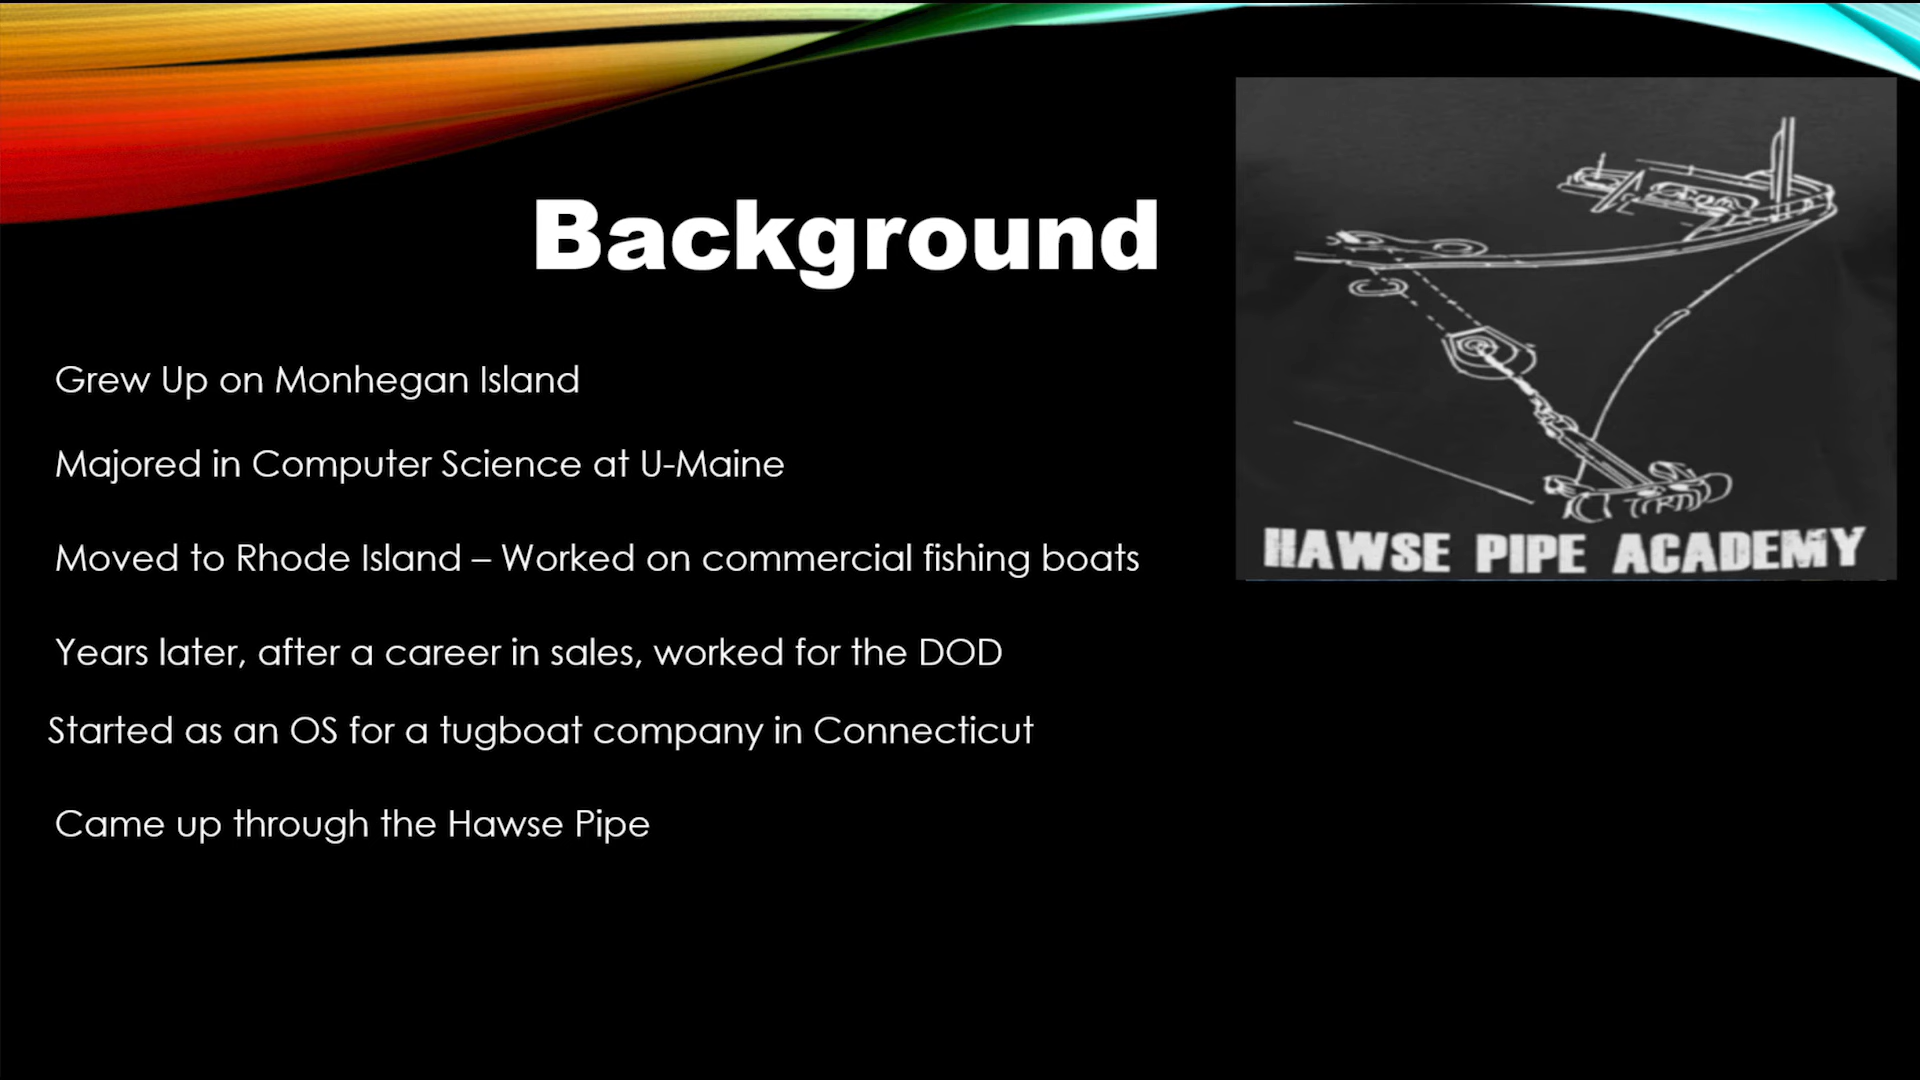 Background
Grew Up on Monhegan Island
Majored in Computer Science at U-Maine
Moved to Rhode Island – Worked on commercial fishing boats
Years later, after a career in sales, worked for the DOD
Started as an OS for a tugboat company in Connecticut
Came up through the Hawse Pipe
HAWSE PIPE ACADEMY